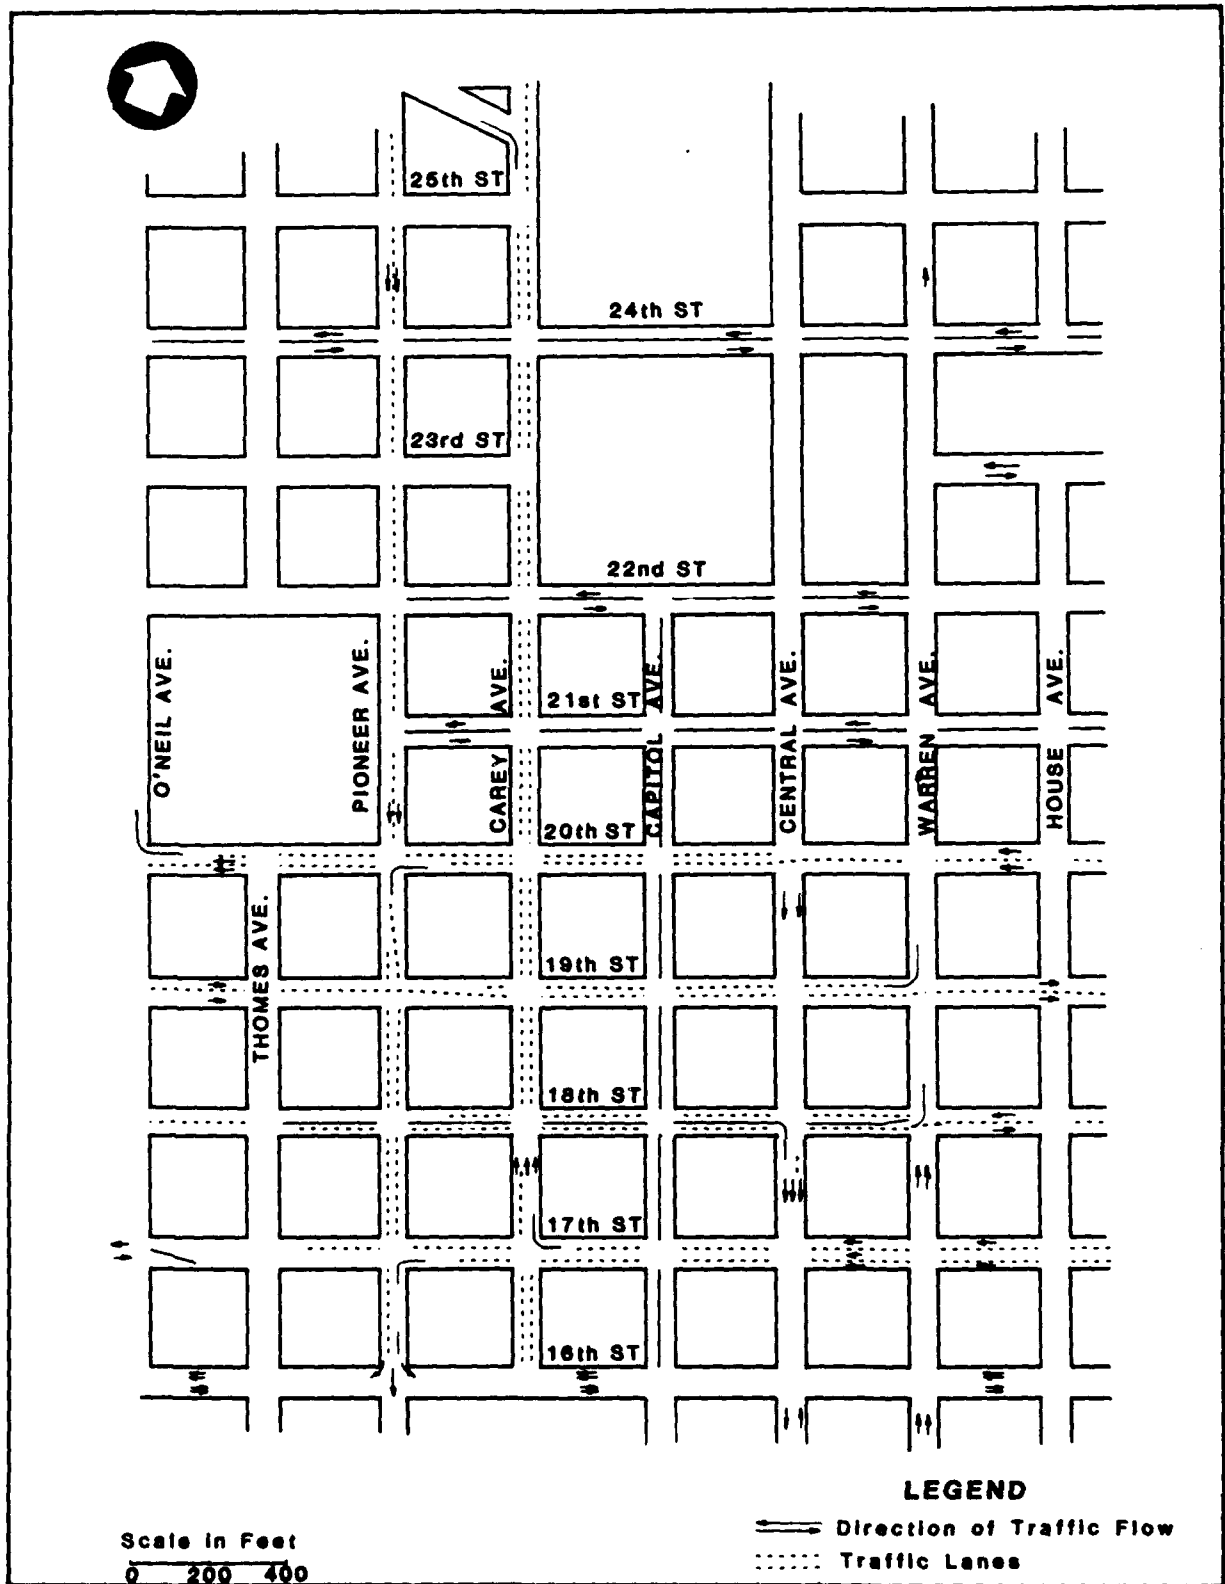 25th ST
24th ST
23rd ST
22nd ST
O'NEIL AVE.
PIONEER AVE.
CAREY AVE.
21st ST
CAPITOL AVE.
CENTRAL AVE.
WARREN AVE.
HOUSE AVE.
20th ST
THOMES AVE.
19th ST
18th ST
17th ST
16th ST
LEGEND
Direction of Traffic Flow
Traffic Lanes
Scale in Feet
0 200 400